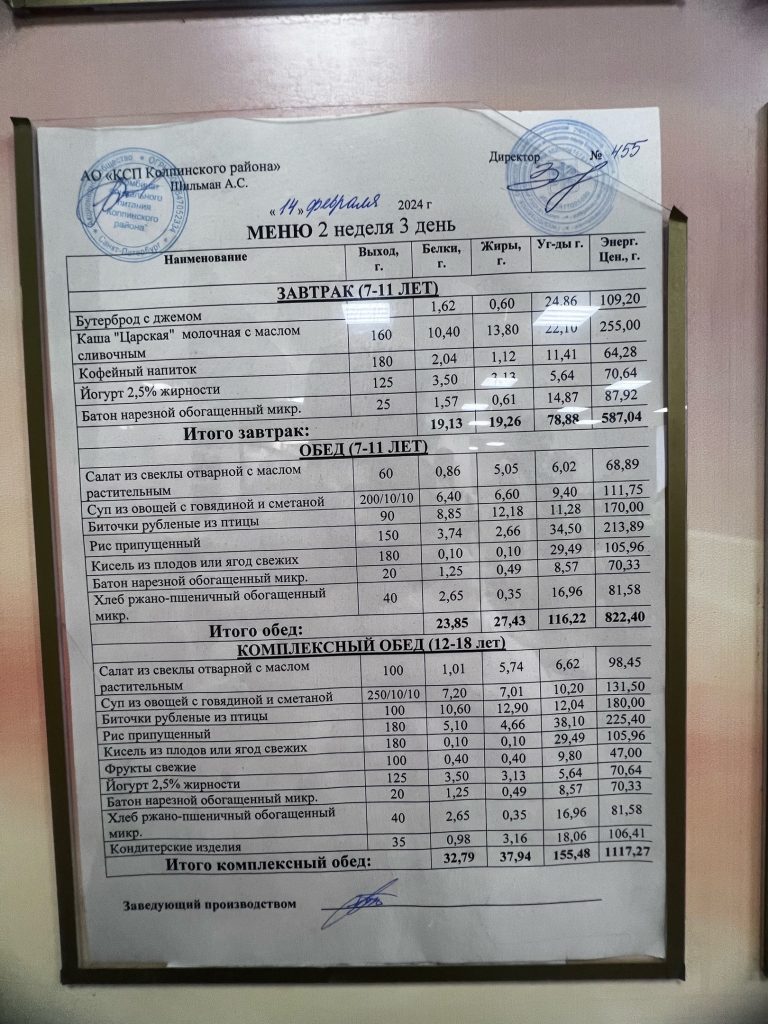 АО «КСП Колпинского района»
Шильман А.С.
Директор № 455
« 14 » февраля 2024 г
МЕНЮ 2 неделя 3 день
Наименование Выход, г. Белки, г. Жиры, г. Уг-ды г. Энерг. Цен., г.
ЗАВТРАК (7-11 ЛЕТ)
Бутерброд с джемом 1,62 0,60 24,86 109,20
Каша "Царская" молочная с маслом
сливочным 160 10,40 13,80 22,10 255,00
Кофейный напиток 180 2,04 1,12 11,41 64,28
Йогурт 2,5% жирности 125 3,50 3,13 5,64 70,64
Батон нарезной обогащенный микр. 25 1,57 0,61 14,87 87,92
Итого завтрак: 19,13 19,26 78,88 587,04
ОБЕД (7-11 ЛЕТ)
Салат из свеклы отварной с маслом
растительным 60 0,86 5,05 6,02 68,89
Суп из овощей с говядиной и сметаной 200/10/10 6,40 6,60 9,40 111,75
Биточки рубленые из птицы 90 8,85 12,18 11,28 170,00
Рис припущенный 150 3,74 2,66 34,50 213,89
Кисель из плодов или ягод свежих 180 0,10 0,10 29,49 105,96
Батон нарезной обогащенный микр. 20 1,25 0,49 8,57 70,33
Хлеб ржано-пшеничный обогащенный
микр. 40 2,65 0,35 16,96 81,58
Итого обед: 23,85 27,43 116,22 822,40
КОМПЛЕКСНЫЙ ОБЕД (12-18 лет)
Салат из свеклы отварной с маслом
растительным 100 1,01 5,74 6,62 98,45
Суп из овощей с говядиной и сметаной 250/10/10 7,20 7,01 10,20 131,50
Биточки рубленые из птицы 100 10,60 12,90 12,04 180,00
Рис припущенный 180 5,10 4,66 38,10 225,40
Кисель из плодов или ягод свежих 180 0,10 0,10 29,49 105,96
Фрукты свежие 100 0,40 0,40 9,80 47,00
Йогурт 2,5% жирности 125 3,50 3,13 5,64 70,64
Батон нарезной обогащенный микр. 20 1,25 0,49 8,57 70,33
Хлеб ржано-пшеничный обогащенный
микр. 40 2,65 0,35 16,96 81,58
Кондитерские изделия 35 0,98 3,16 18,06 106,41
Итого комплексный обед: 32,79 37,94 155,48 1117,27
Заведующий производством